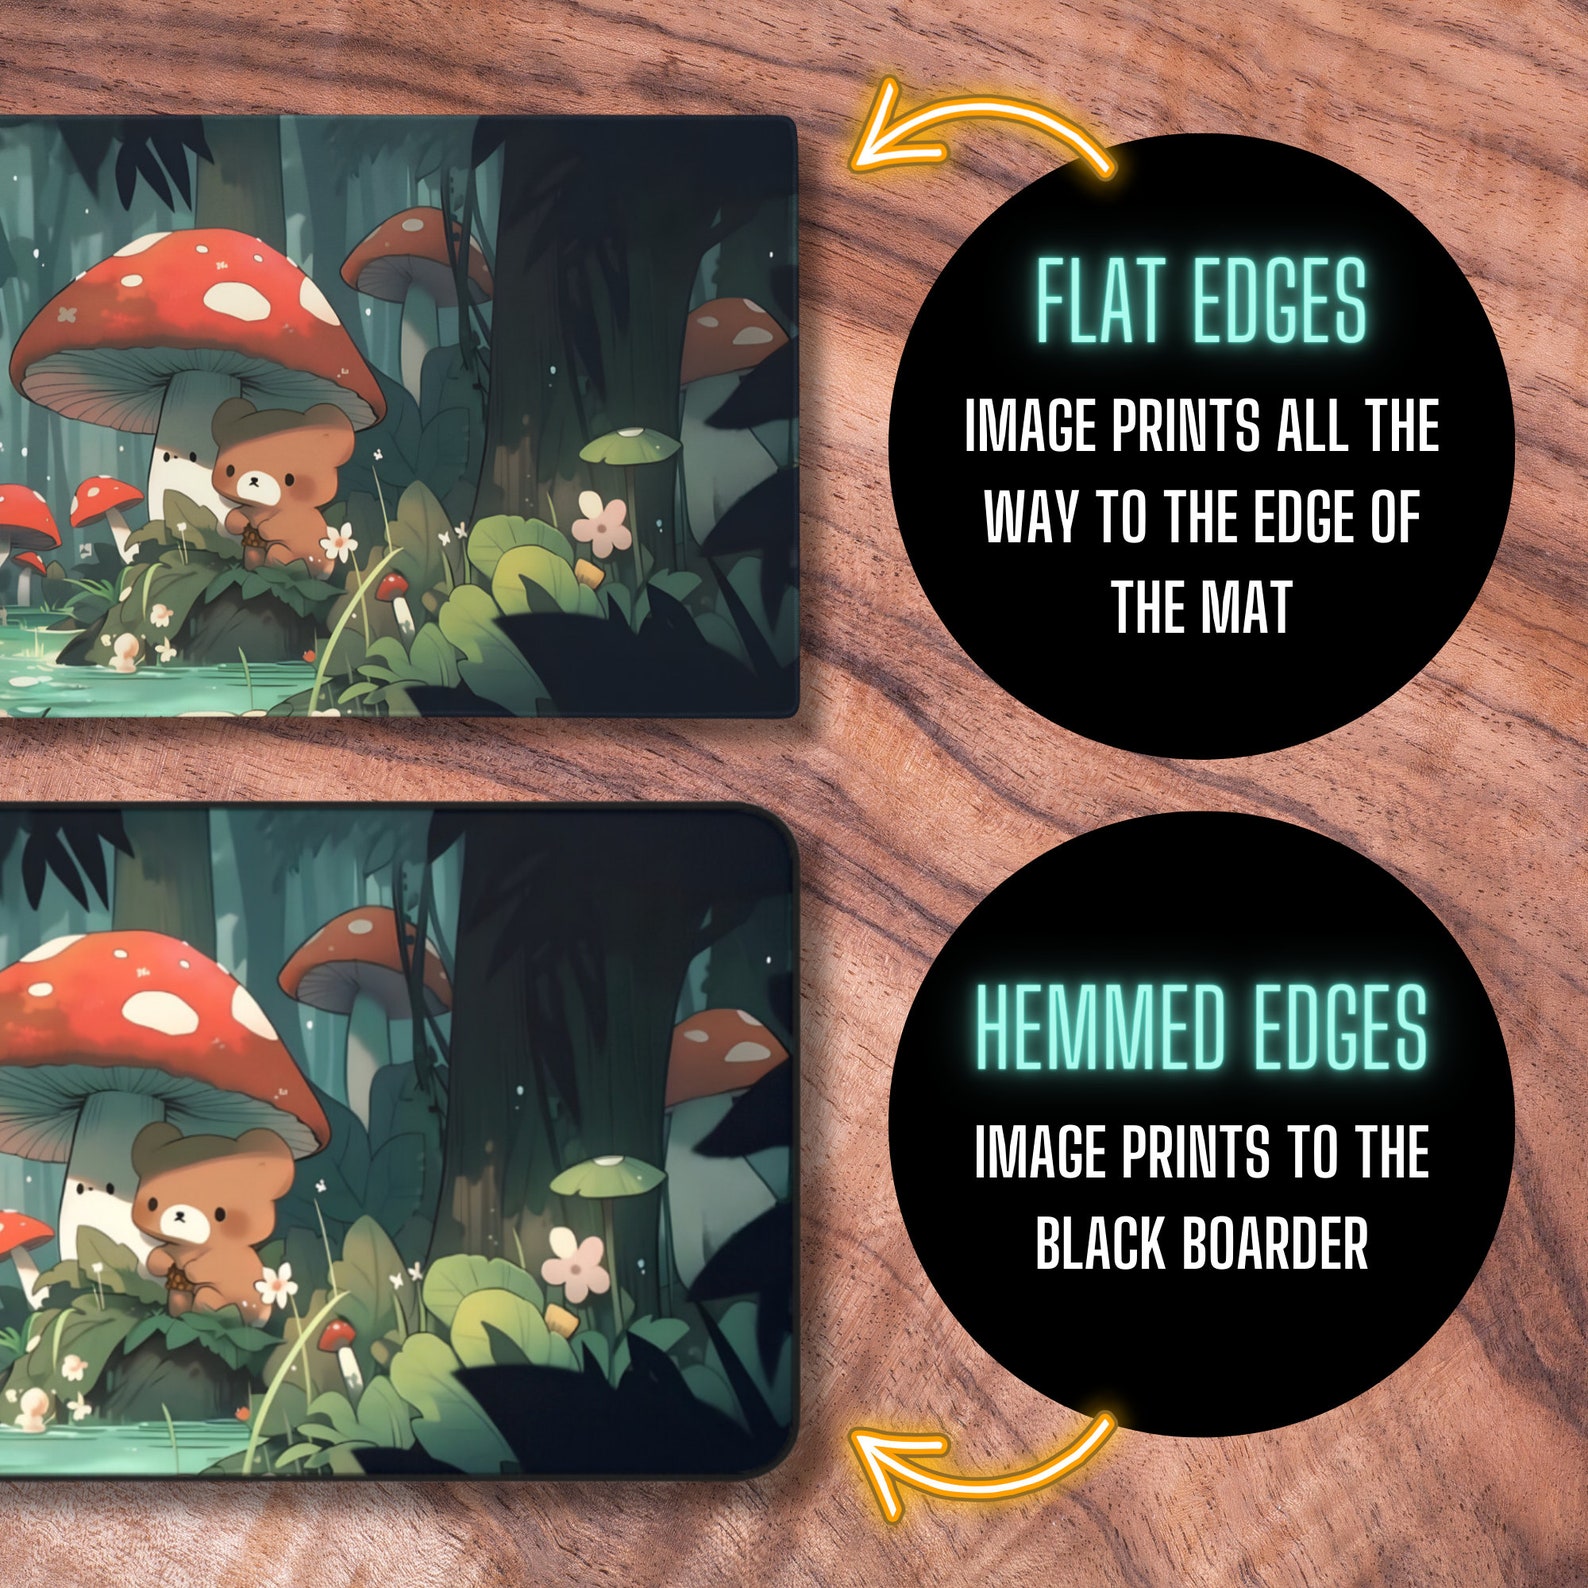 FLAT EDGES
IMAGE PRINTS ALL THE
WAY TO THE EDGE OF
THE MAT
HEMMED EDGES
IMAGE PRINTS TO THE
BLACK BOARDER